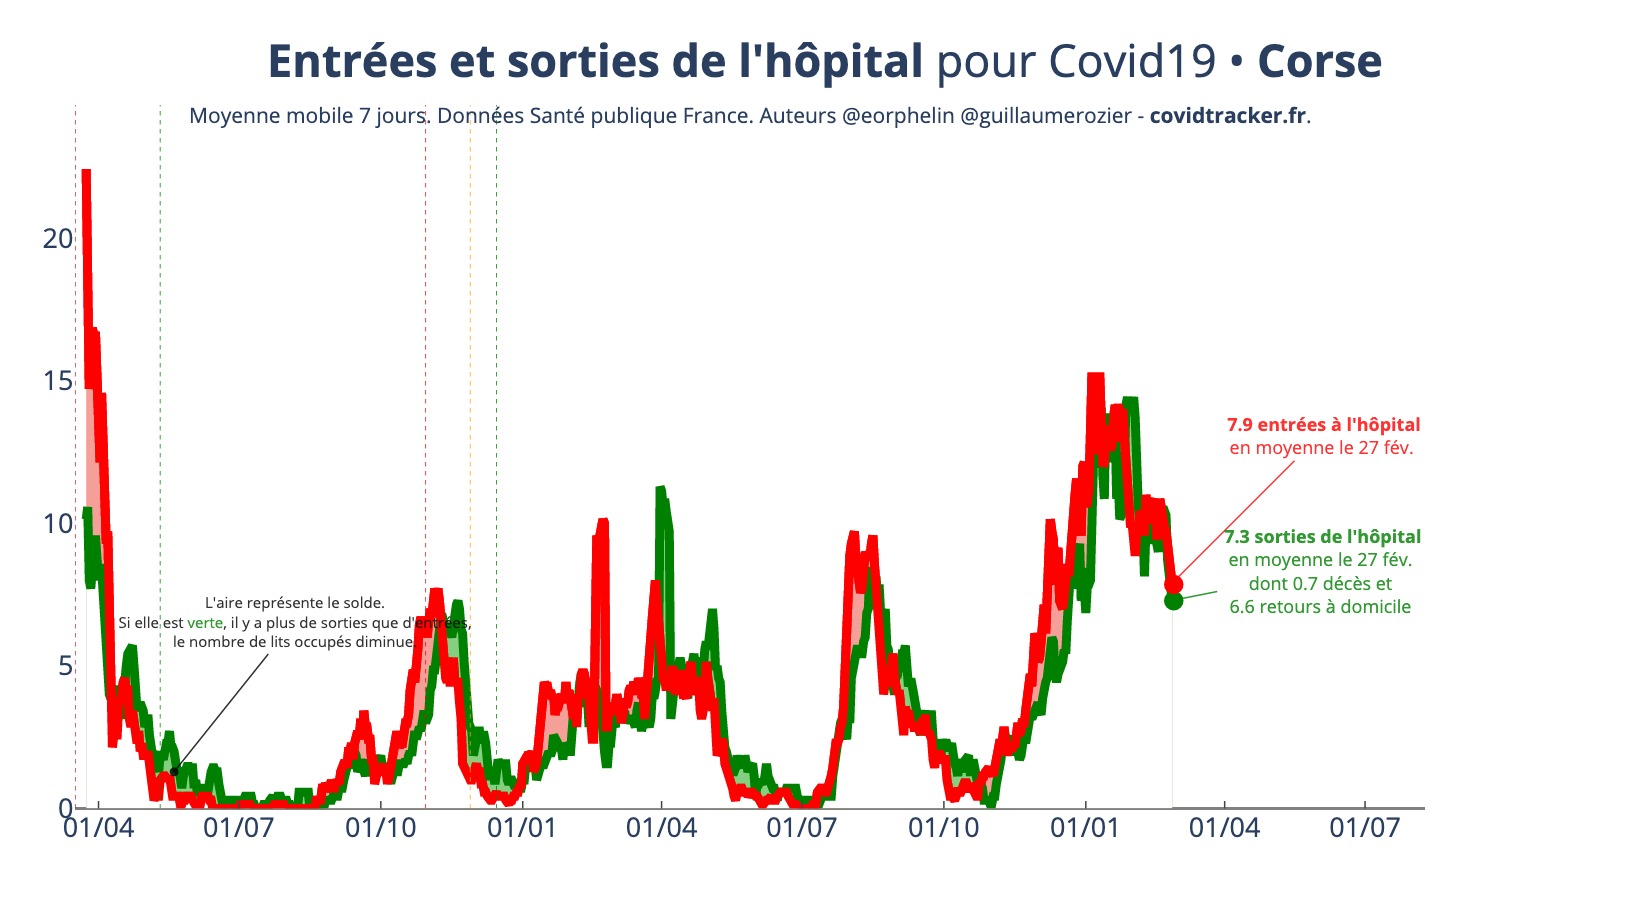 Entrées et sorties de l'hôpital pour Covid19 • Corse
Moyenne mobile 7 jours. Données Santé publique France. Auteurs @eorphelin @guillaumerozier - covidtracker.fr.
20
15
10
5
0
7.9 entrées à l'hôpital
en moyenne le 27 fév.
7.3 sorties de l'hôpital
en moyenne le 27 fév.
dont 0.7 décès et
6.6 retours à domicile
L'aire représente le solde.
Si elle est verte, il y a plus de sorties que d'entrées,
le nombre de lits occupés diminue.
01/04 01/07 01/10 01/01 01/04 01/07 01/10 01/01 01/04 01/07